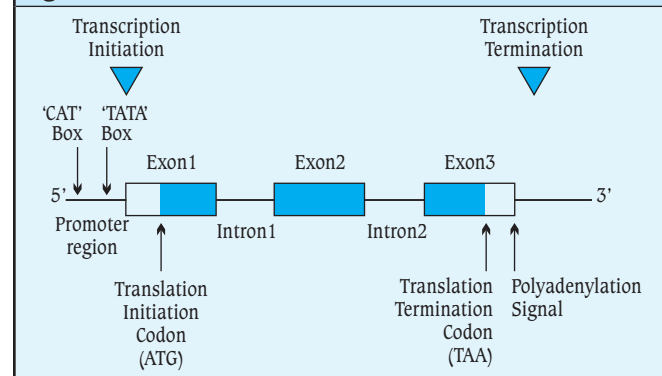 Transcription
Initiation
Transcription
Termination
‘CAT’
Box
‘TATA’
Box
Exon1
Exon2
Exon3
5’
3’
Promoter
region
Intron1
Intron2
Translation
Initiation
Codon
(ATG)
Translation
Termination
Codon
(TAA)
Polyadenylation
Signal